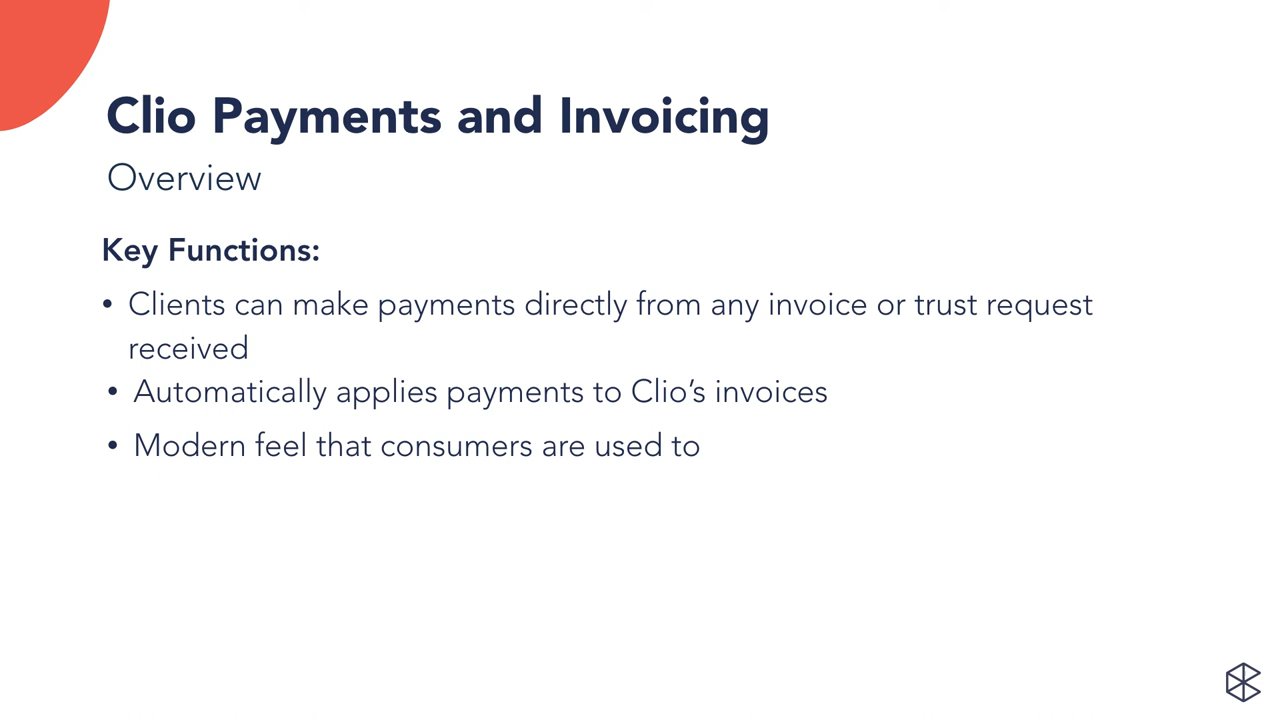 Clio Payments and Invoicing
Overview
Key Functions:
• Clients can make payments directly from any invoice or trust request
received
• Automatically applies payments to Clio’s invoices
• Modern feel that consumers are used to